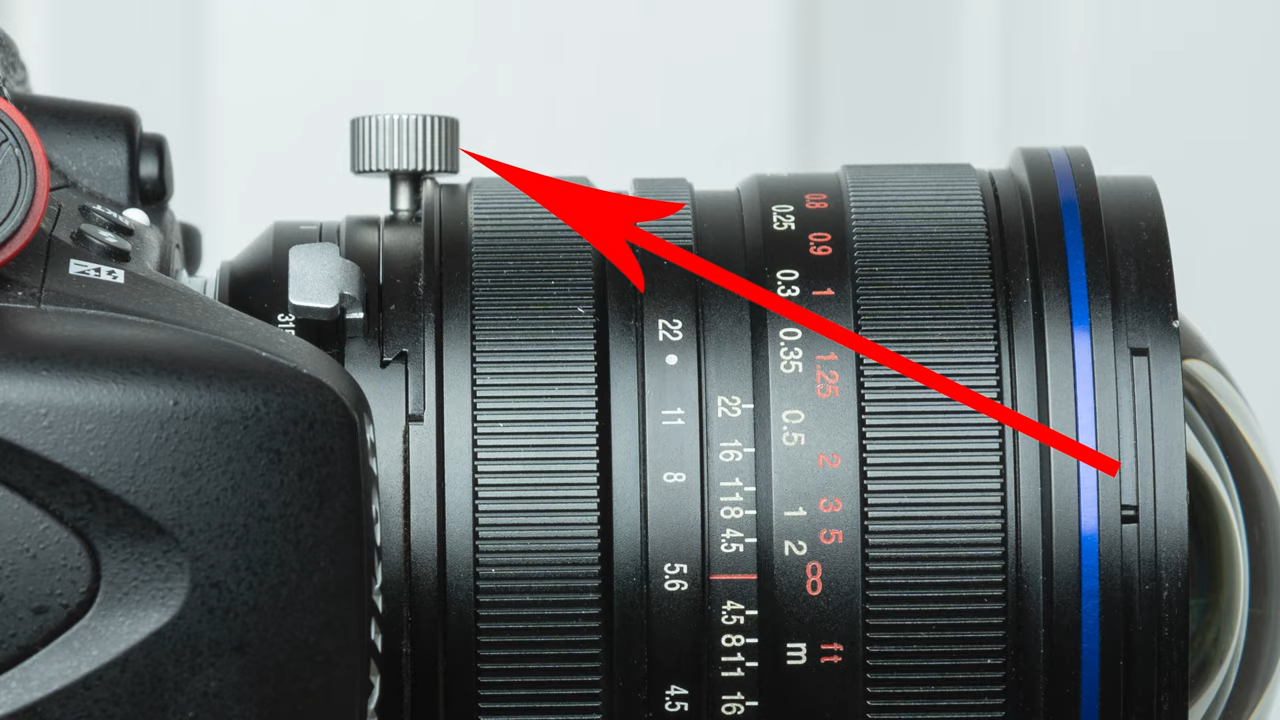 0.8 0.9 1 1.25 2 3 5 ∞ ft
0.25 0.3 0.35 0.5 1 2 m
22 16 11 8 4.5 4.5 8 11 16
22 • 11 8 5.6 4.5
315